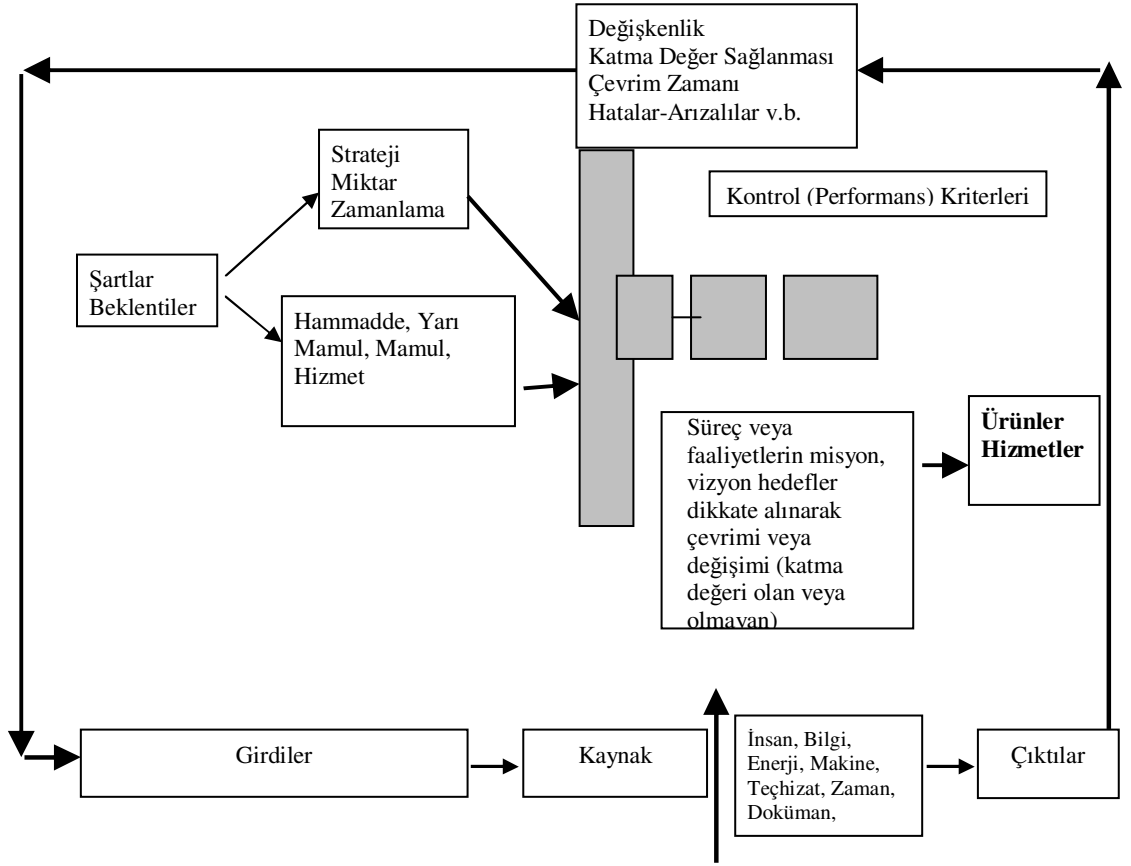 Değişkenlik
Katma Değer Sağlanması
Çevrim Zamanı
Hatalar-Arızalılar v.b.
Strateji
Miktar
Zamanlama
Kontrol (Performans) Kriterleri
Şartlar
Beklentiler
Hammadde, Yarı
Mamul, Mamul,
Hizmet
Süreç veya
faaliyetlerin misyon,
vizyon hedefler
dikkate alınarak
çevrimi veya
değişimi (katma
değeri olan veya
olmayan)
Ürünler
Hizmetler
Girdiler
Kaynak
İnsan, Bilgi,
Enerji, Makine,
Teçhizat, Zaman,
Doküman,
Çıktılar